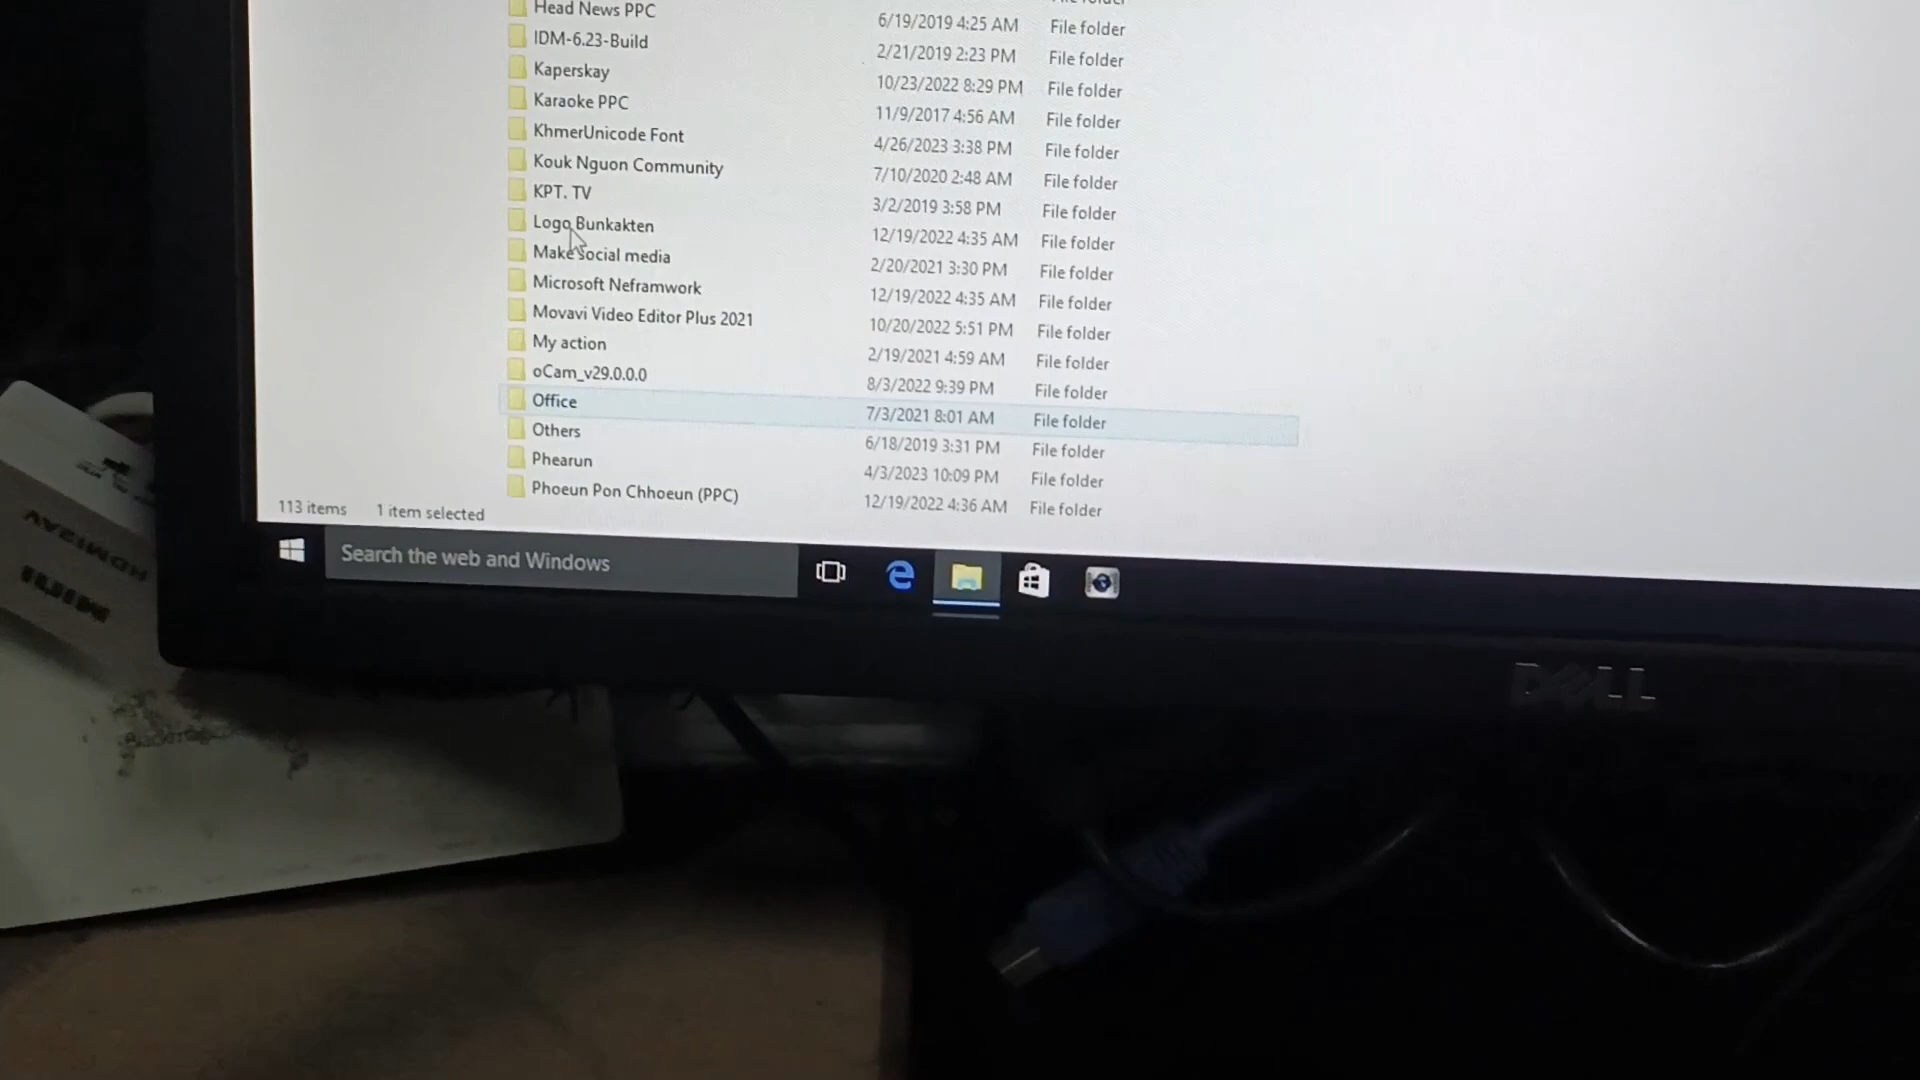 Head News PPC 6/19/2019 4:25 AM File folder
IDM-6.23-Build 2/21/2019 2:23 PM File folder
Kaperskay 10/23/2022 8:29 PM File folder
Karaoke PPC 11/9/2017 4:56 AM File folder
KhmerUnicode Font 4/26/2023 3:38 PM File folder
Kouk Nguon Community 7/10/2020 2:48 AM File folder
KPT. TV 3/2/2019 3:58 PM File folder
Logo Bunkakten 12/19/2022 4:35 AM File folder
Make social media 2/20/2021 3:30 PM File folder
Microsoft Neframwork 12/19/2022 4:35 AM File folder
Movavi Video Editor Plus 2021 10/20/2022 5:51 PM File folder
My action 2/19/2021 4:59 AM File folder
oCam_v29.0.0.0 8/3/2022 9:39 PM File folder
Office 7/3/2021 8:01 AM File folder
Others 6/18/2019 3:31 PM File folder
Phearun 4/3/2023 10:09 PM File folder
Phoeun Pon Chhoeun (PPC) 12/19/2022 4:36 AM File folder
113 items 1 item selected
Search the web and Windows
DELL